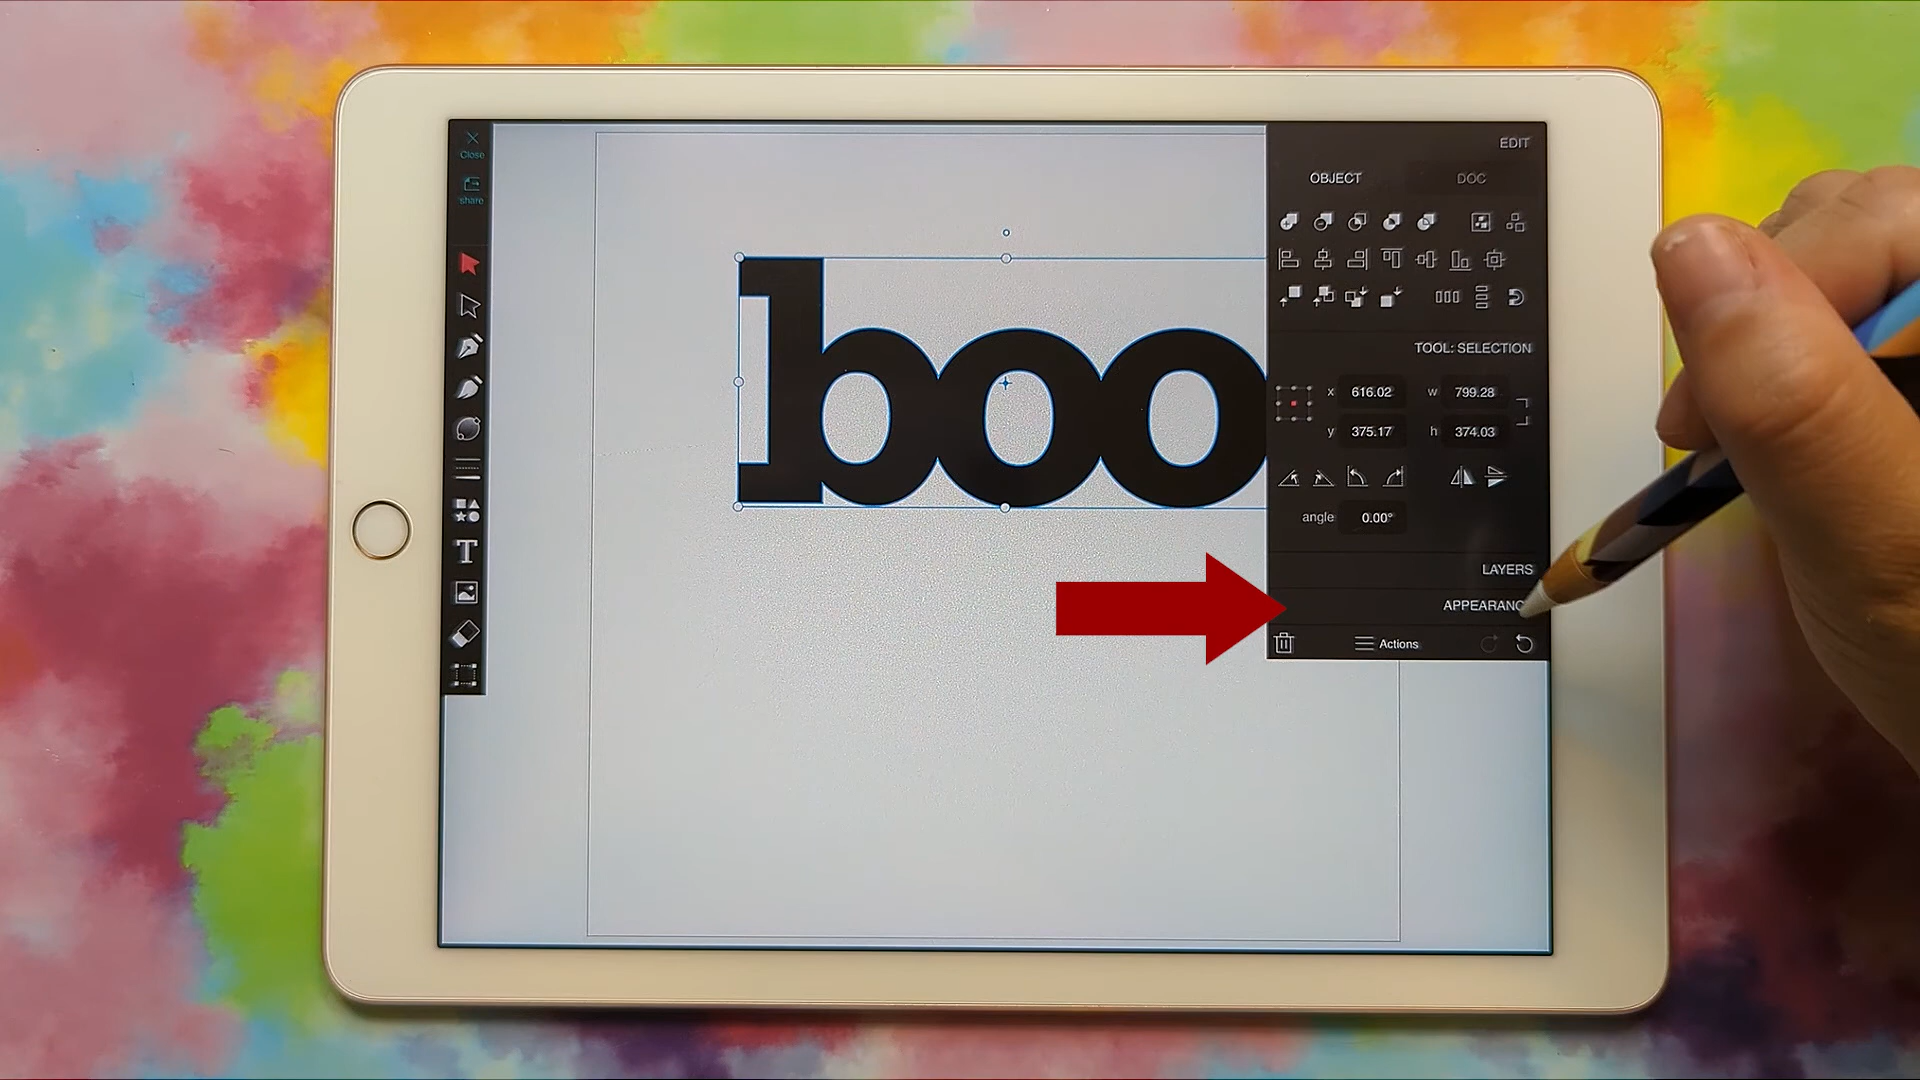 Close
share
boo
EDIT
OBJECT DOC
TOOL: SELECTION
x 616.02 w 799.28
y 375.17 h 374.03
angle 0.00°
LAYERS
APPEARANC
Actions
T